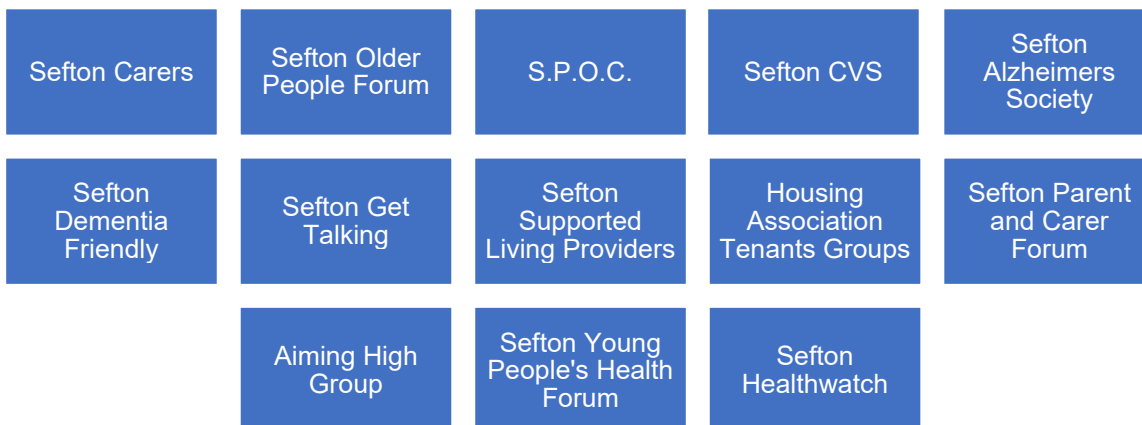 Sefton Carers
Sefton Older
People Forum
S.P.O.C.
Sefton CVS
Sefton
Alzheimers
Society
Sefton
Dementia
Friendly
Sefton Get
Talking
Sefton
Supported
Living Providers
Housing
Association
Tenants Groups
Sefton Parent
and Carer
Forum
Aiming High
Group
Sefton Young
People's Health
Forum
Sefton
Healthwatch